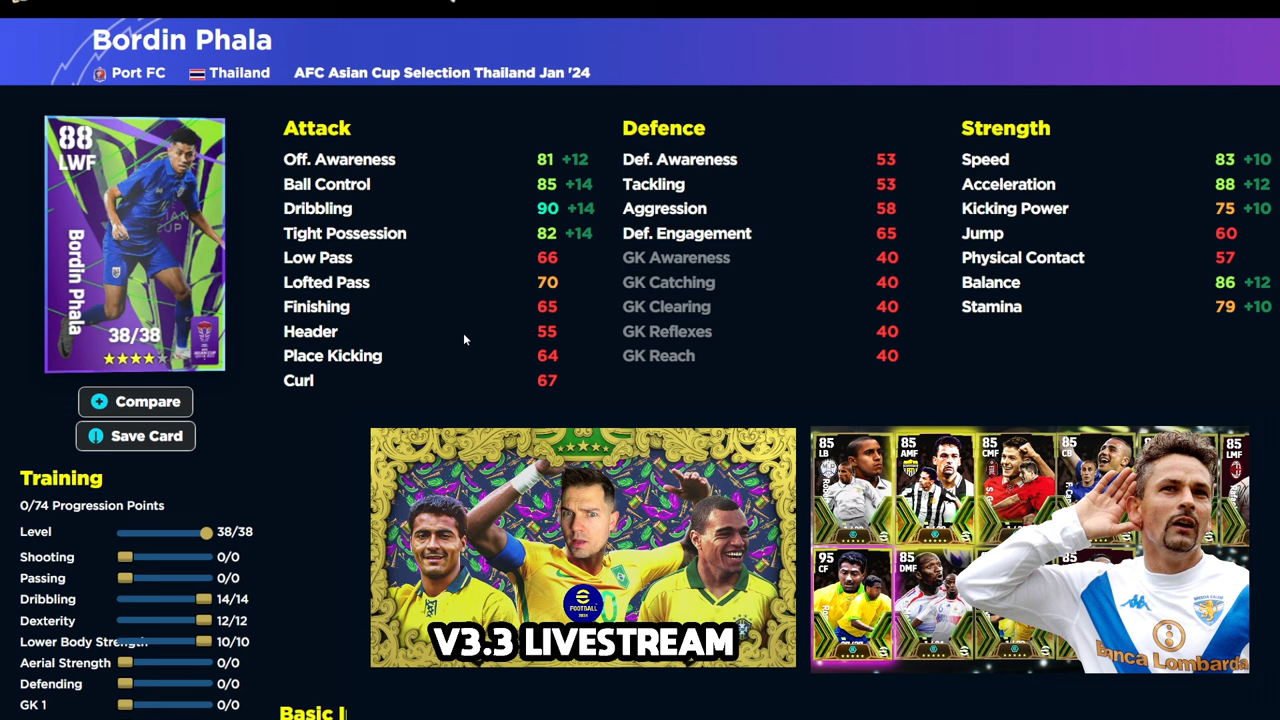 Bordin Phala
Port FC Thailand AFC Asian Cup Selection Thailand Jan '24
88
LWF
Bordin Phala
38/38
Compare
Save Card
Training
0/74 Progression Points
Level 38/38
Shooting 0/0
Passing 0/0
Dribbling 14/14
Dexterity 12/12
Lower Body Strength 10/10
Aerial Strength 0/0
Defending 0/0
GK 1 0/0
Attack
Off. Awareness 81 +12
Ball Control 85 +14
Dribbling 90 +14
Tight Possession 82 +14
Low Pass 66
Lofted Pass 70
Finishing 65
Header 55
Place Kicking 64
Curl 67
Defence
Def. Awareness 53
Tackling 53
Aggression 58
Def. Engagement 65
GK Awareness 40
GK Catching 40
GK Clearing 40
GK Reflexes 40
GK Reach 40
Strength
Speed 83 +10
Acceleration 88 +12
Kicking Power 75 +10
Jump 60
Physical Contact 57
Balance 86 +12
Stamina 79 +10
FOOTBALL
V3.3 LIVESTREAM
85
LB
85
AMF
85
CMF
85
CB
85
LMF
95
CF
85
DMF
Banca Lombarda
Basic I